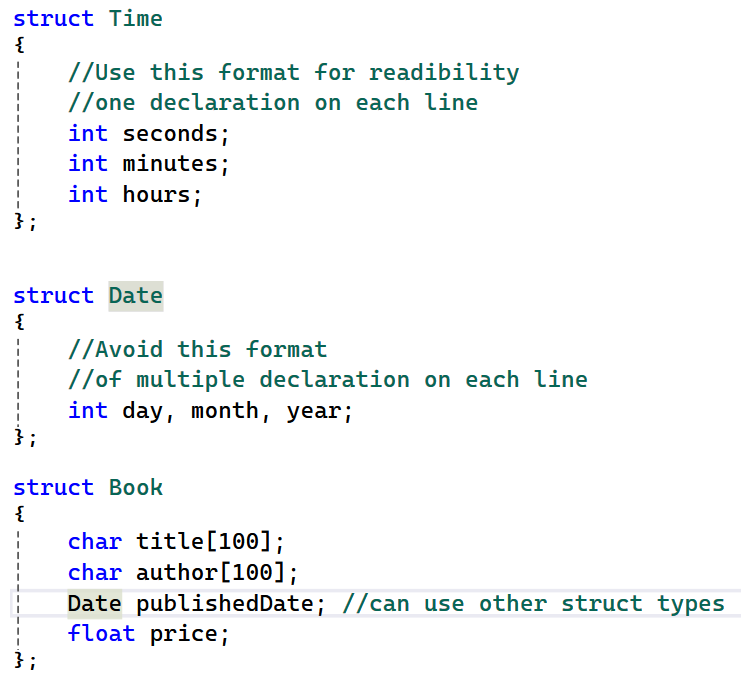 struct Time
{
//Use this format for readibility
//one declaration on each line
int seconds;
int minutes;
int hours;
};
struct Date
{
//Avoid this format
//of multiple declaration on each line
int day, month, year;
};
struct Book
{
char title[100];
char author[100];
Date publishedDate; //can use other struct types
float price;
};